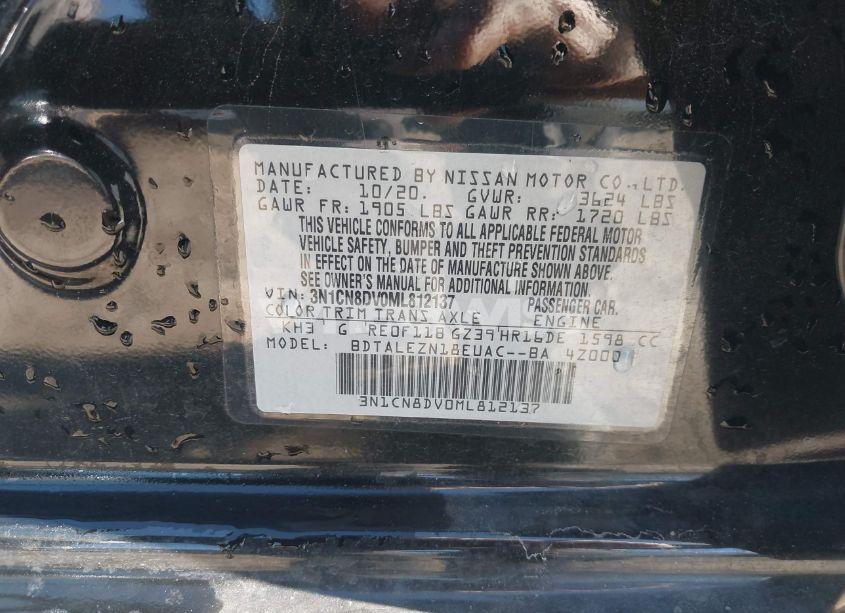 MANUFACTURED BY NISSAN MOTOR CO.,LTD.
DATE: 10/20. GVWR: 3624 LBS
GAWR FR: 1905 LBS GAWR RR: 1720 LBS
THIS VEHICLE CONFORMS TO ALL APPLICABLE FEDERAL MOTOR
VEHICLE SAFETY, BUMPER AND THEFT PREVENTION STANDARDS
IN EFFECT ON THE DATE OF MANUFACTURE SHOWN ABOVE.
SEE OWNER'S MANUAL FOR ADDITIONAL INFORMATION.
VIN: 3N1CN8DV0ML812137 PASSENGER CAR.
COLOR TRIM TRANS AXLE ENGINE
KH3 G RE0F11B GZ39 HR16DE 1598 CC
MODEL: BDTALEZN18EUAC--BA 4Z000
3N1CN8DV0ML812137